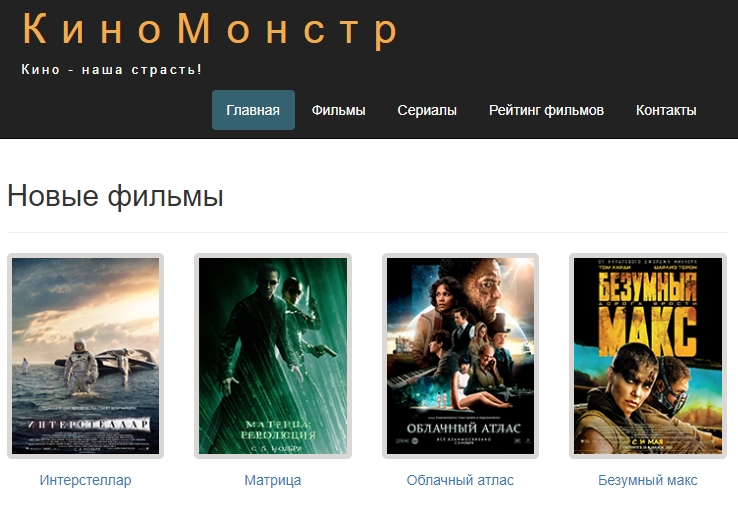 КиноМонстр
Кино - наша страсть!
Главная
Фильмы
Сериалы
Рейтинг фильмов
Контакты
Новые фильмы
ИНТЕРСТЕЛЛАР
МАТРИЦА:
РЕВОЛЮЦИЯ
С 5 НОЯБРЯ
ОБЛАЧНЫЙ АТЛАС
ВСЁ ВЗАИМОСВЯЗАНО
ОТ КУЛЬТОВОГО ДЖОРДЖА МИЛЛЕРА
ТОМ ХАРДИ ШАРЛИЗ ТЕРОН
БЕЗУМНЫЙ
ДОРОГА ЯРОСТИ
МАКС
С 14 МАЯ
Интерстеллар
Матрица
Облачный атлас
Безумный макс